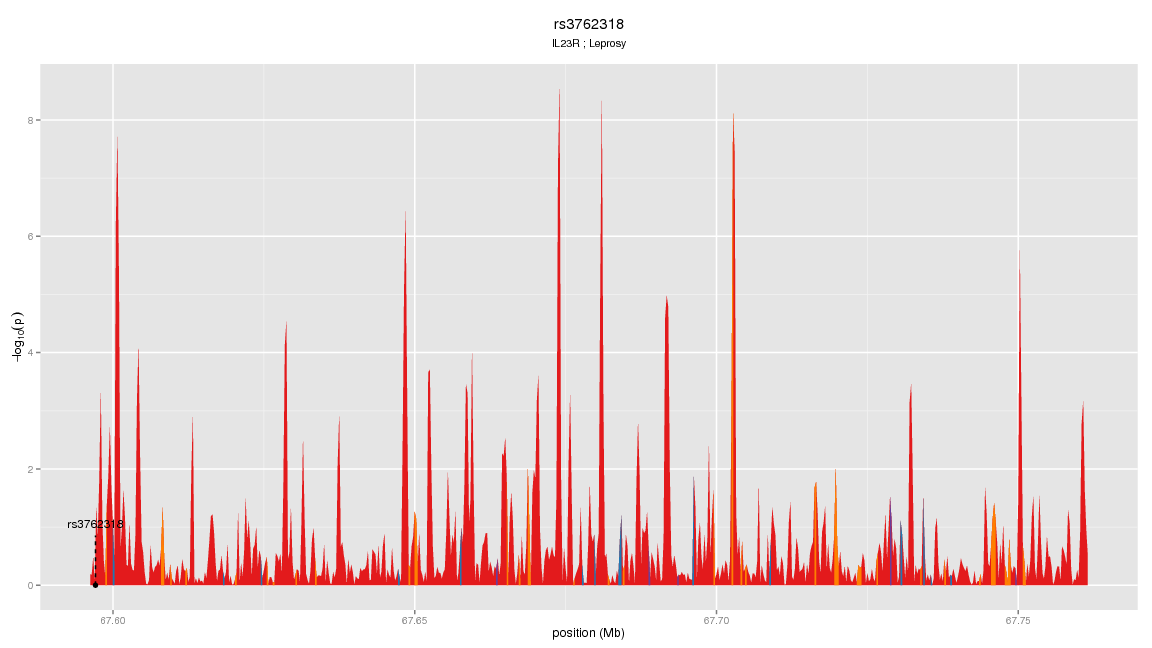 rs3762318
IL23R ; Leprosy
8
6
4
2
0
rs3762318
67.60
67.65
67.70
67.75
position (Mb)
−log10(p)